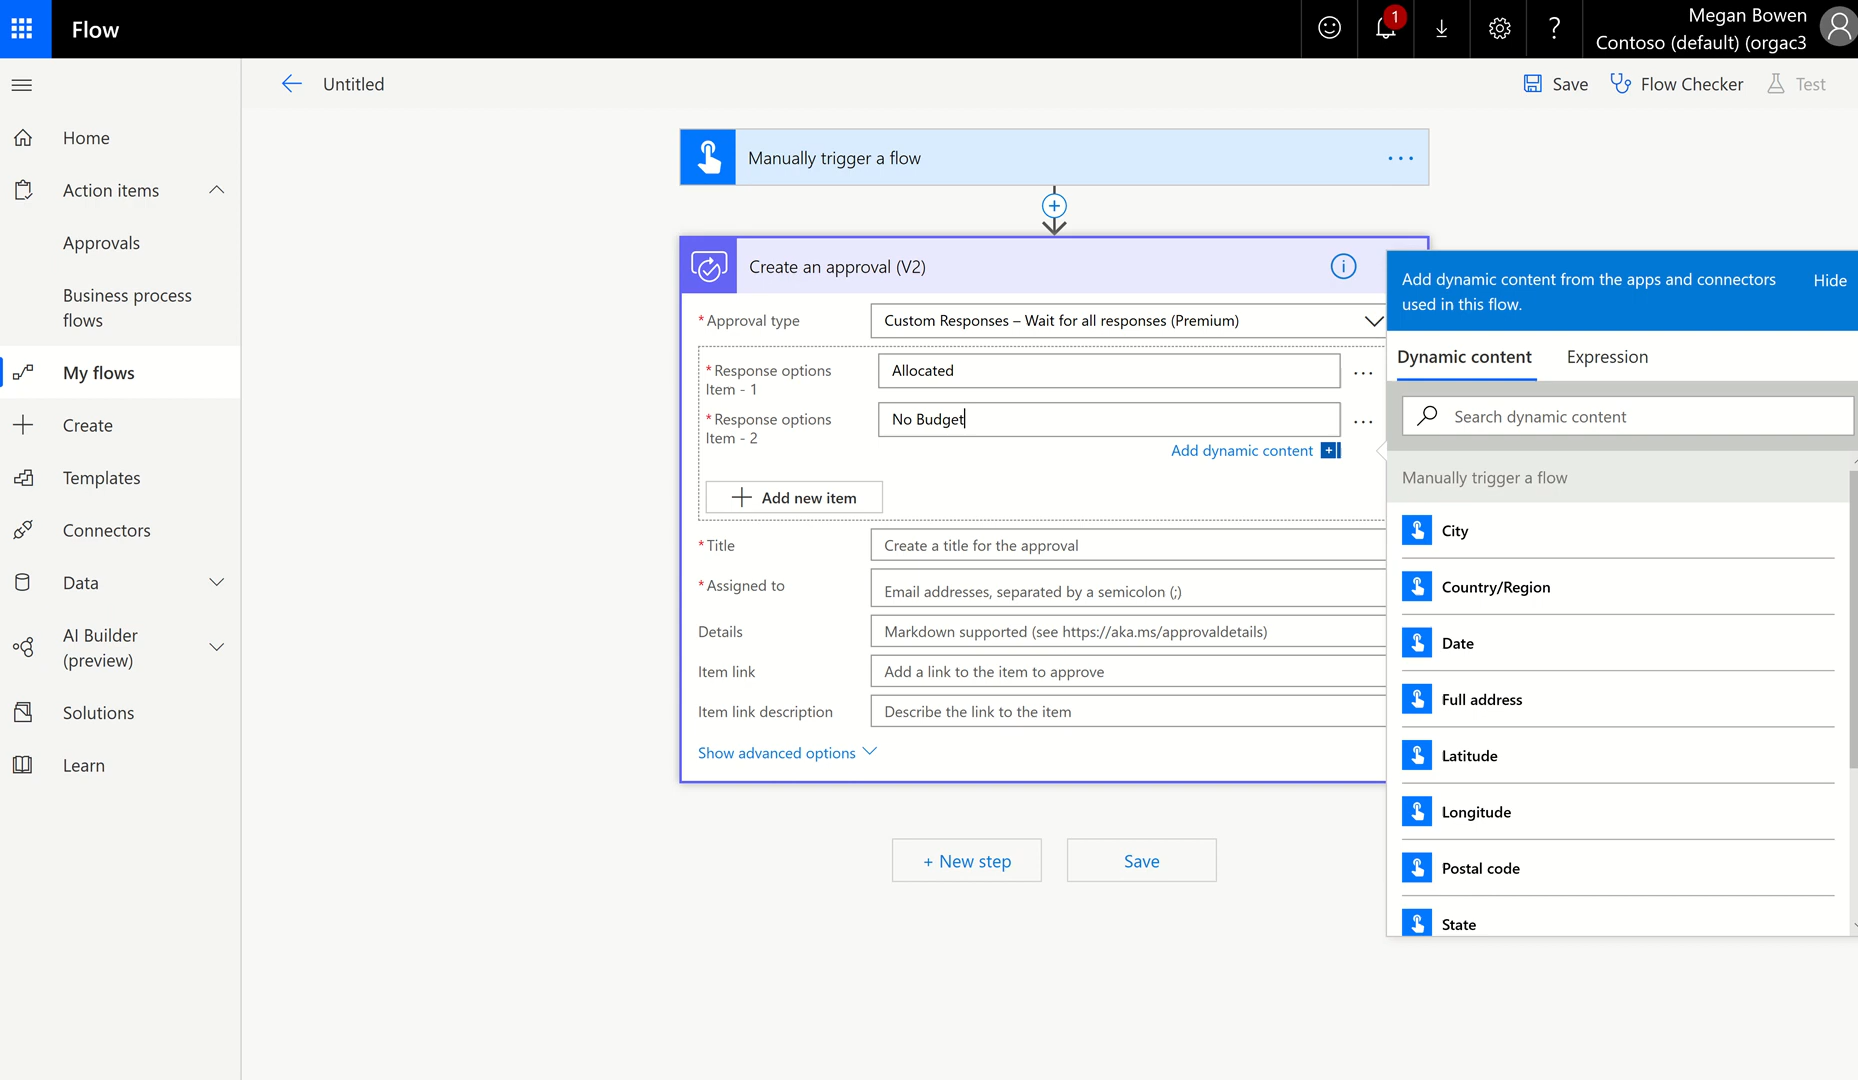 Flow
1
?
Megan Bowen
Contoso (default) (orgac3
Untitled
Save
Flow Checker
Test
Home
Action items
Approvals
Business process
flows
My flows
Create
Templates
Connectors
Data
AI Builder
(preview)
Solutions
Learn
Manually trigger a flow
Create an approval (V2)
* Approval type
Custom Responses – Wait for all responses (Premium)
* Response options
Item - 1
Allocated
* Response options
Item - 2
No Budget
Add dynamic content
Add new item
* Title
Create a title for the approval
* Assigned to
Email addresses, separated by a semicolon (;)
Details
Markdown supported (see https://aka.ms/approvaldetails)
Item link
Add a link to the item to approve
Item link description
Describe the link to the item
Show advanced options
+ New step
Save
Add dynamic content from the apps and connectors
used in this flow.
Hide
Dynamic content
Expression
Search dynamic content
Manually trigger a flow
City
Country/Region
Date
Full address
Latitude
Longitude
Postal code
State